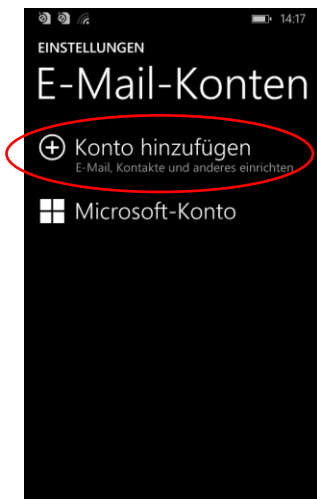 14:17
EINSTELLUNGEN
E-Mail-Konten
Konto hinzufügen
E-Mail, Kontakte und anderes einrichten
Microsoft-Konto